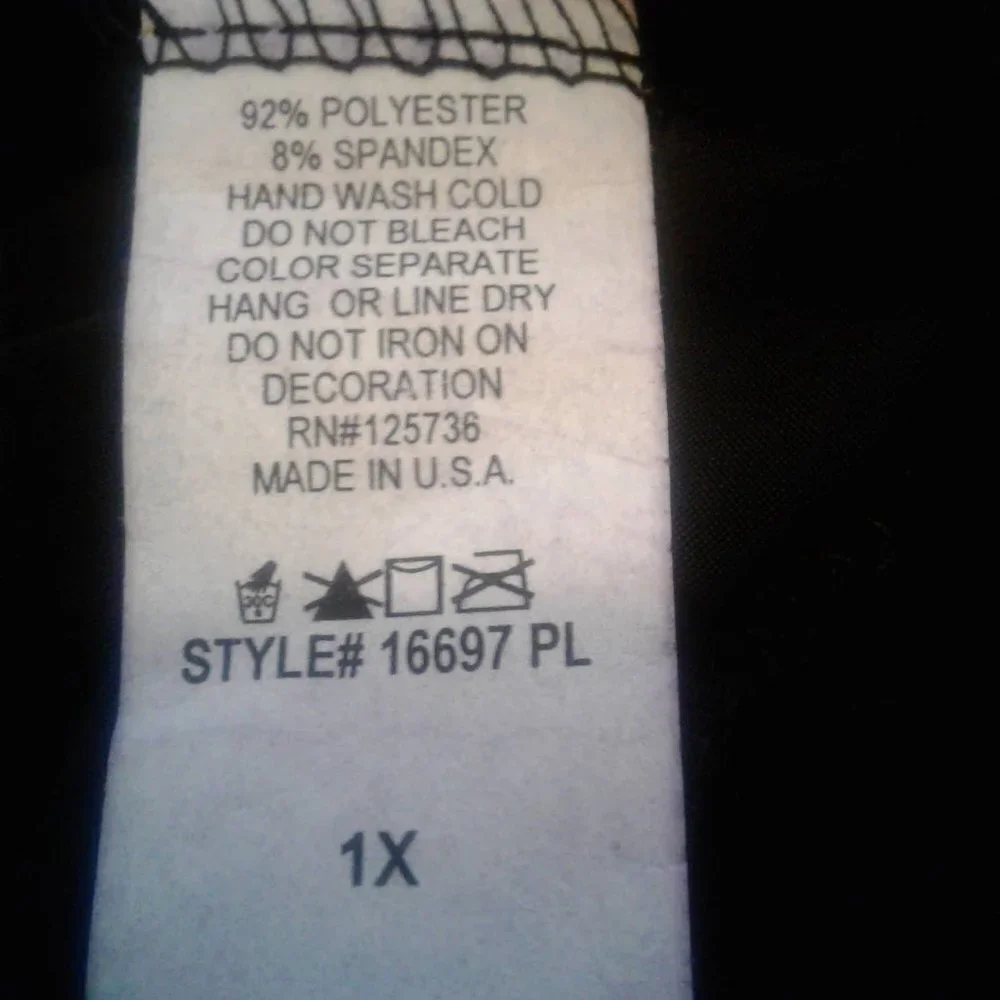 92% POLYESTER
8% SPANDEX
HAND WASH COLD
DO NOT BLEACH
COLOR SEPARATE
HANG OR LINE DRY
DO NOT IRON ON
DECORATION
RN#125736
MADE IN U.S.A.
30C
STYLE# 16697 PL
1X